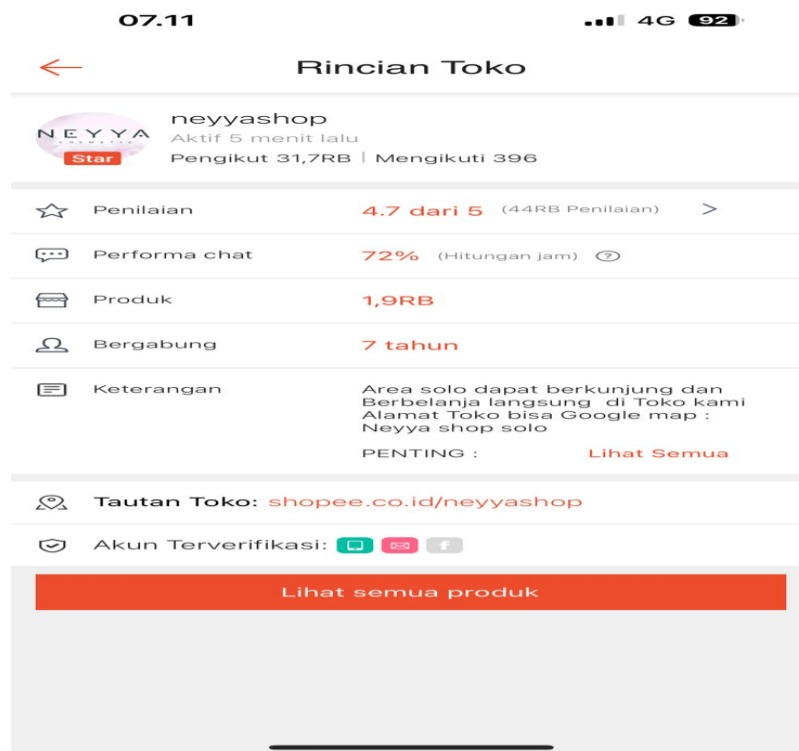 07.11
4G 92
Rincian Toko
NEYYA
Star
neyyashop
Aktif 5 menit lalu
Pengikut 31,7RB | Mengikuti 396
Penilaian 4.7 dari 5 (44RB Penilaian) >
Performa chat 72% (Hitungan jam) ?
Produk 1,9RB
Bergabung 7 tahun
Keterangan Area solo dapat berkunjung dan
Berbelanja langsung di Toko kami
Alamat Toko bisa Google map :
Neyya shop solo
PENTING : Lihat Semua
Tautan Toko: shopee.co.id/neyyashop
Akun Terverifikasi: f
Lihat semua produk